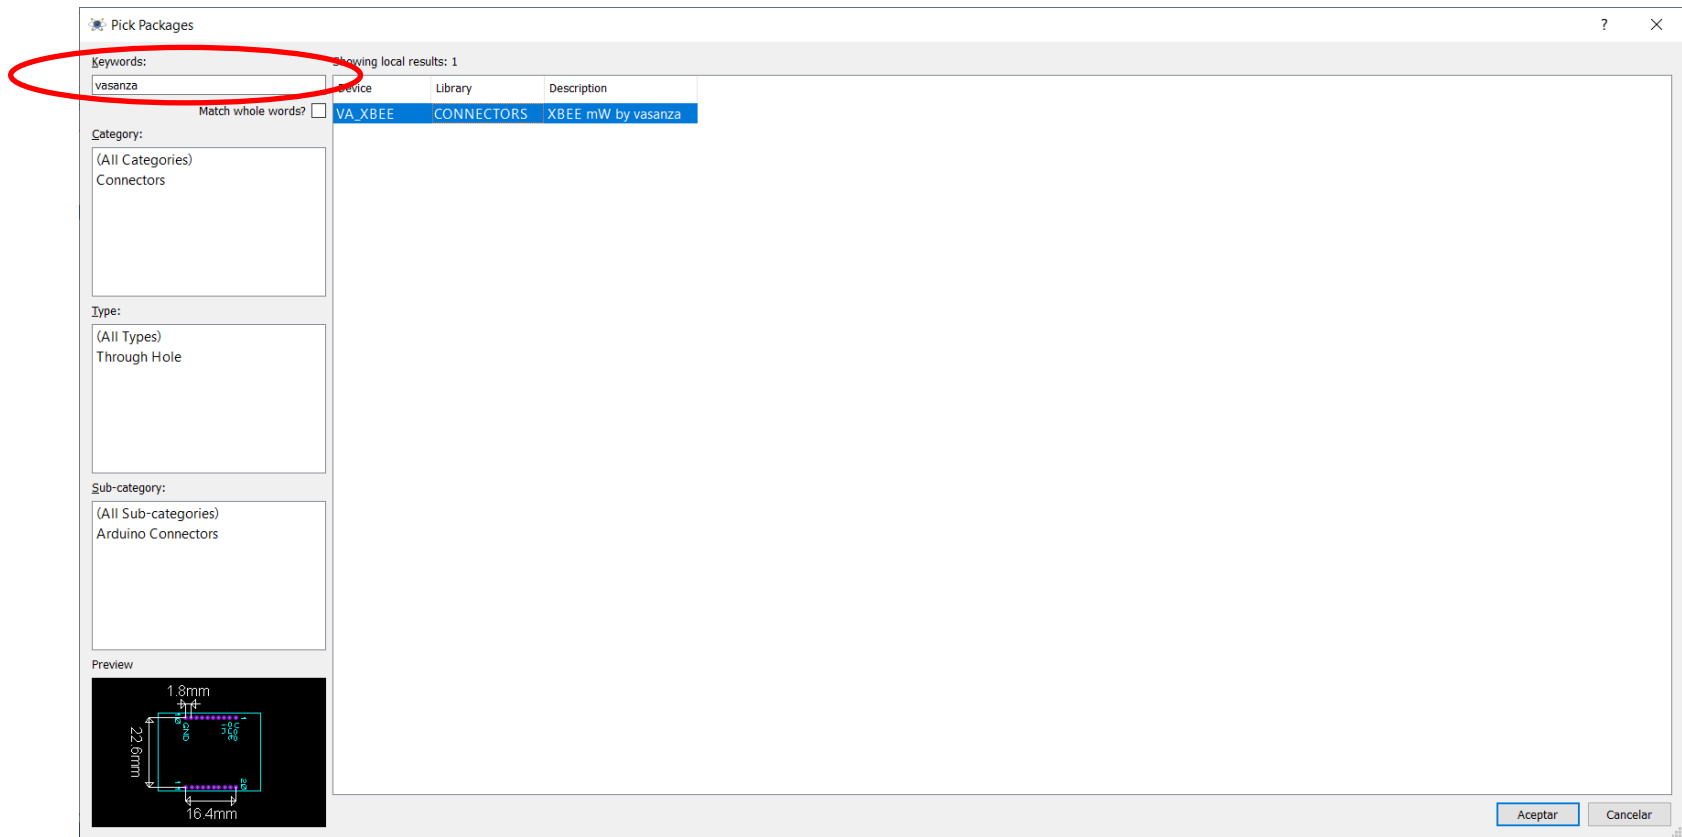 Pick Packages
?
Keywords:
vasanza
Match whole words?
Category:
(All Categories)
Connectors
Type:
(All Types)
Through Hole
Sub-category:
(All Sub-categories)
Arduino Connectors
Preview
1.8mm
22.6mm
GND
16.4mm
20
Showing local results: 1
Device Library Description
VA_XBEE CONNECTORS XBEE mW by vasanza
Aceptar Cancelar